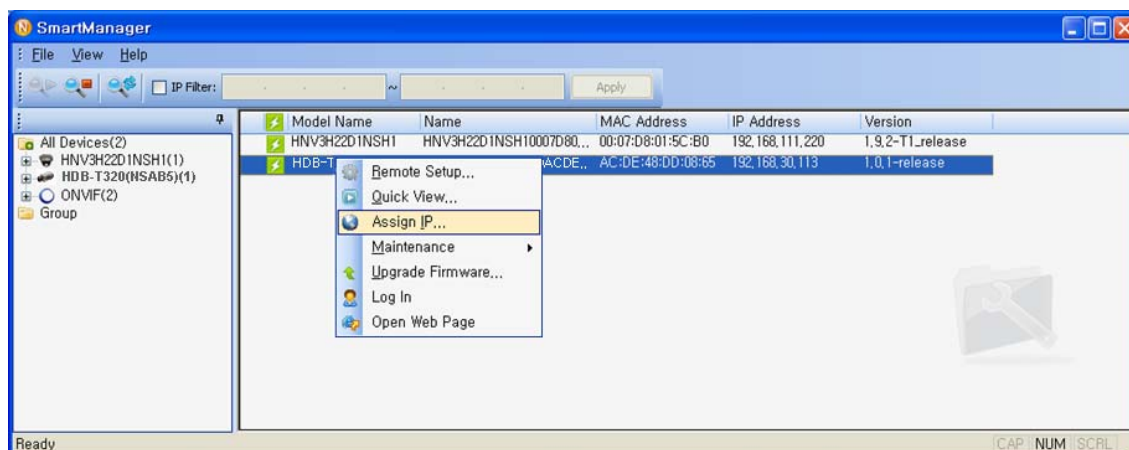 SmartManager
File View Help
IP Filter: ~ Apply
Model Name Name MAC Address IP Address Version
HNV3H22D1NSH1 HNV3H22D1NSH10007D80... 00:07:D8:01:5C:B0 192,168,111,220 1,9,2-T1_release
HDB-T ACDE... AC:DE:48:DD:08:65 192,168,30,113 1,0,1-release
All Devices(2)
HNV3H22D1NSH1(1)
HDB-T320(NSAB5)(1)
ONVIF(2)
Group
Remote Setup...
Quick View...
Assign IP...
Maintenance
Upgrade Firmware...
Log In
Open Web Page
Ready CAP NUM SCRL